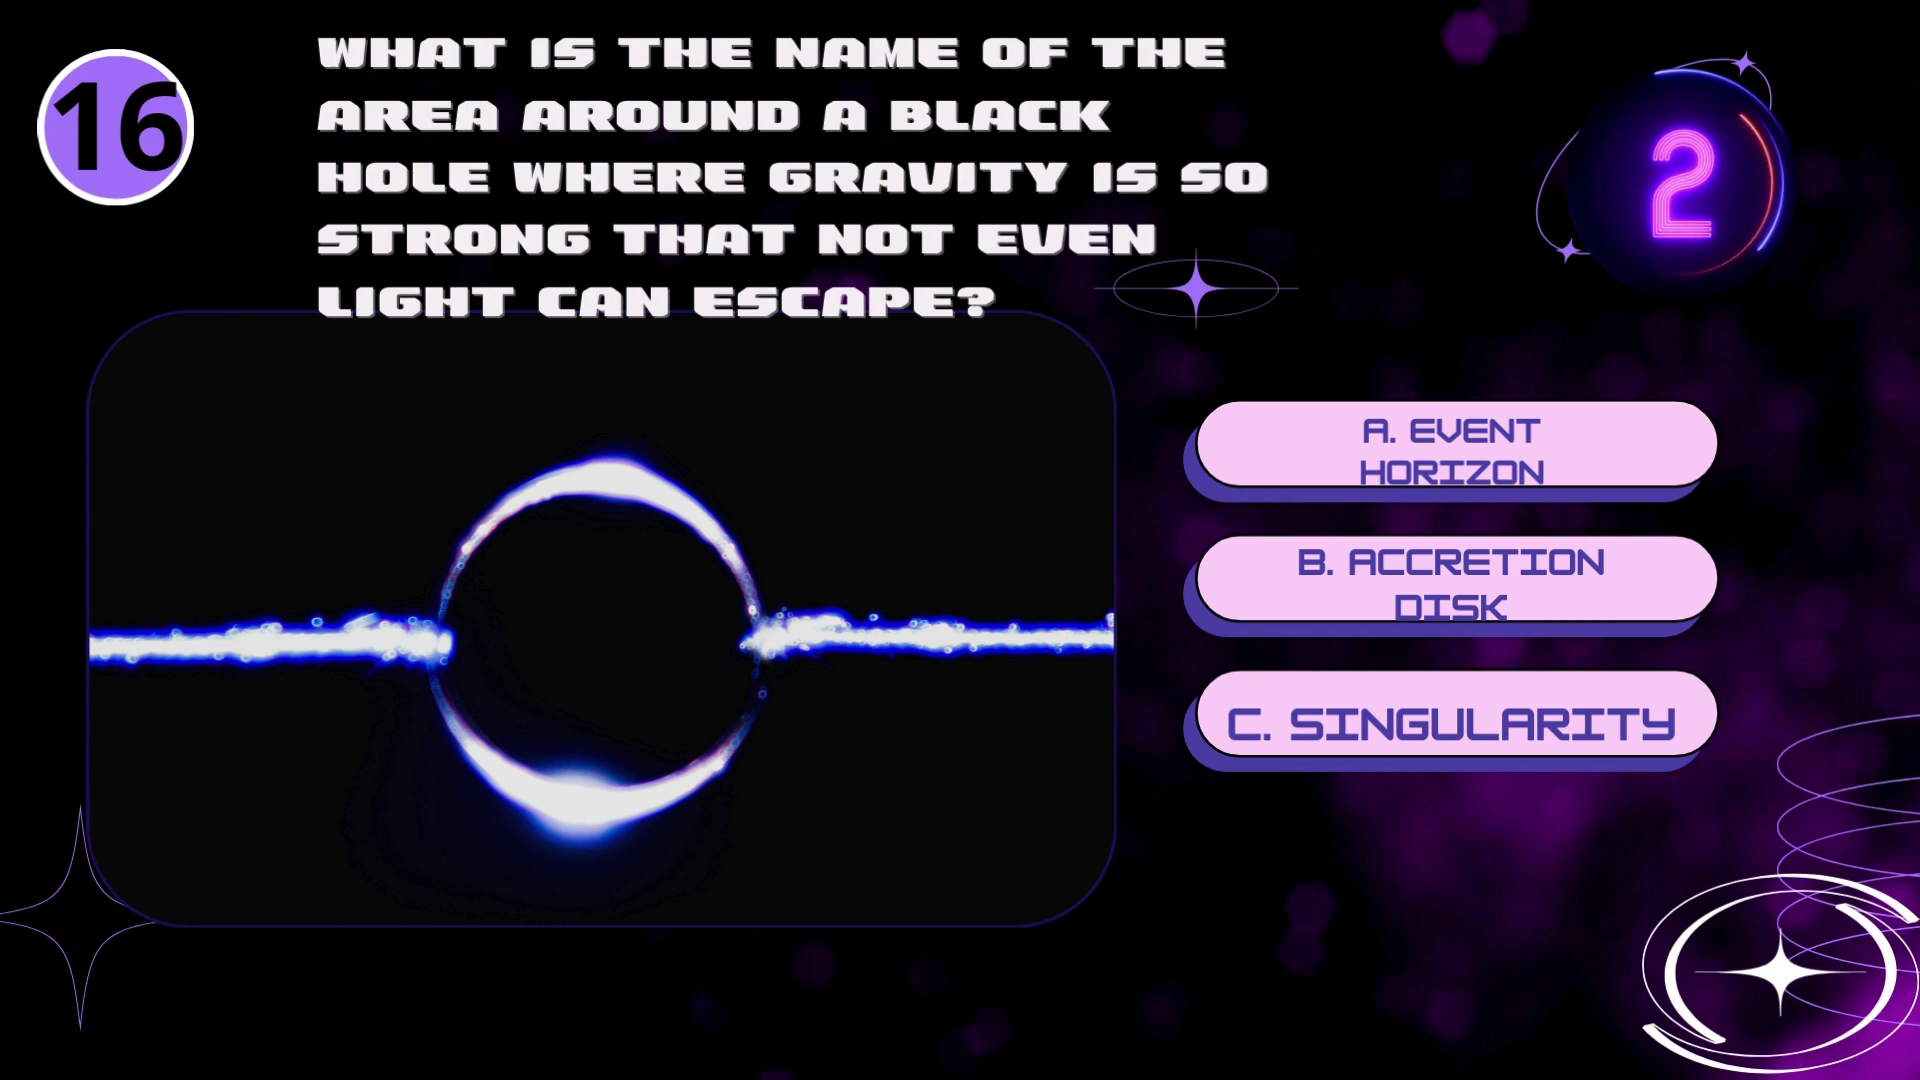 16
WHAT IS THE NAME OF THE
AREA AROUND A BLACK
HOLE WHERE GRAVITY IS SO
STRONG THAT NOT EVEN
LIGHT CAN ESCAPE?
2
A. EVENT
HORIZON
B. ACCRETION
DISK
C. SINGULARITY